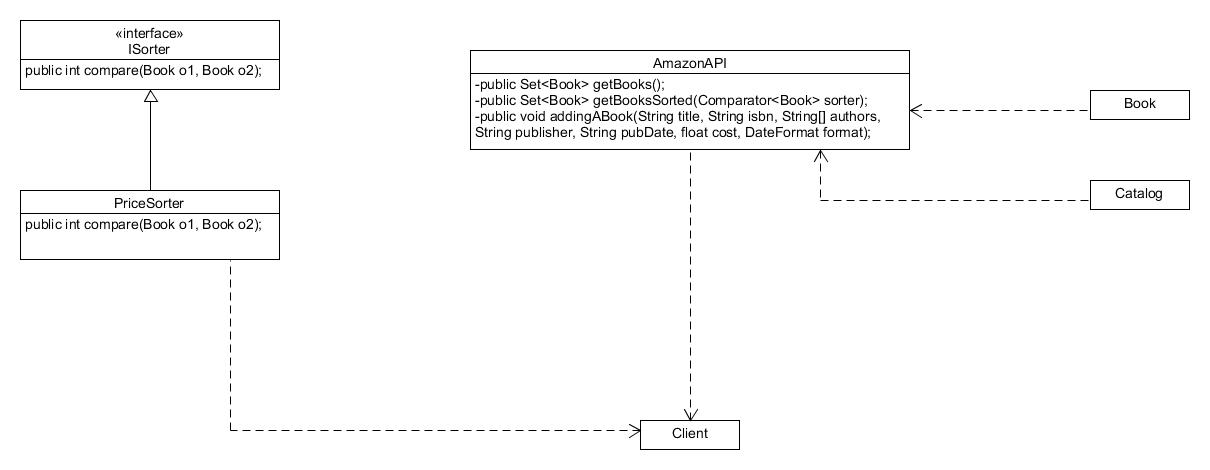 «interface»
ISorter
public int compare(Book o1, Book o2);
AmazonAPI
-public Set<Book> getBooks();
-public Set<Book> getBooksSorted(Comparator<Book> sorter);
-public void addingABook(String title, String isbn, String[] authors,
String publisher, String pubDate, float cost, DateFormat format);
Book
Catalog
PriceSorter
public int compare(Book o1, Book o2);
Client